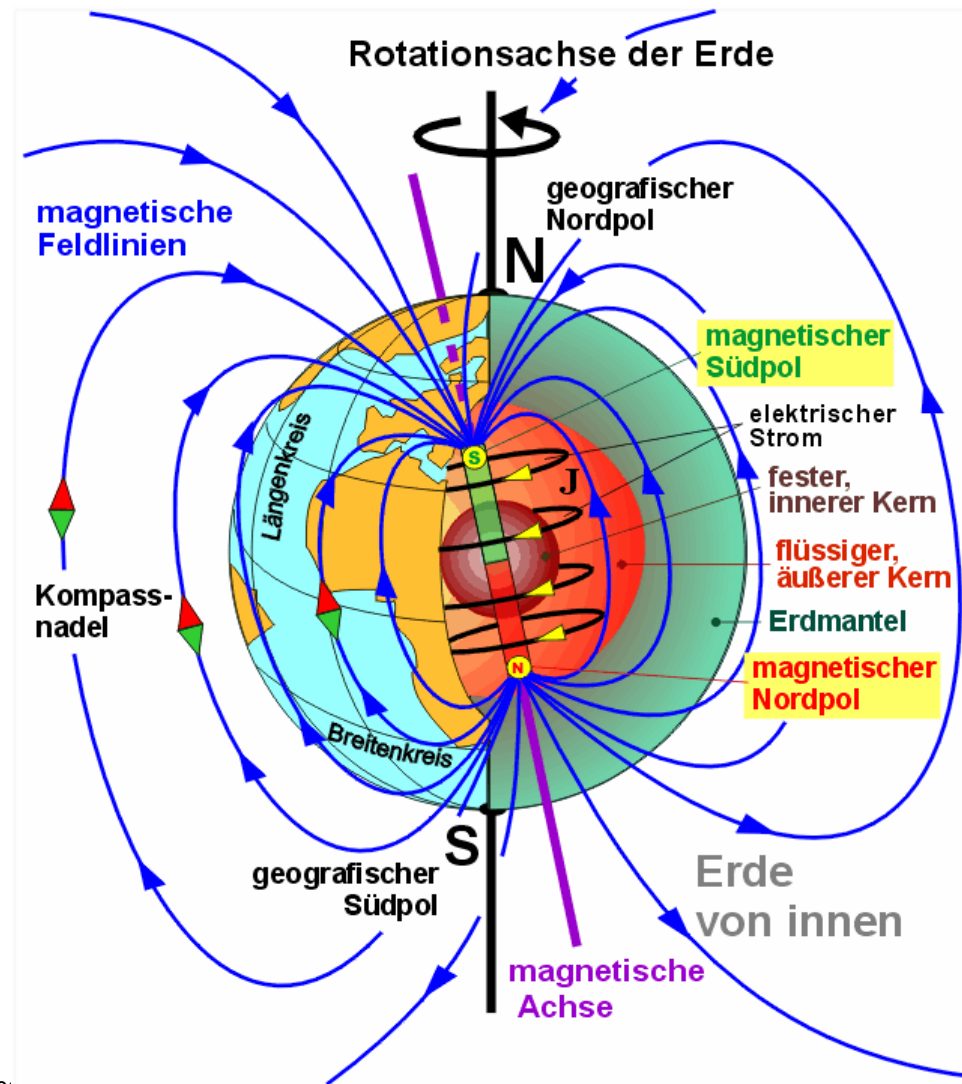 Rotationsachse der Erde
geografischer
Nordpol
magnetische
Feldlinien
N
magnetischer
Südpol
elektrischer
Strom
Längenkreis
S
J
fester,
innerer Kern
flüssiger,
äußerer Kern
Kompass-
nadel
Erdmantel
N
magnetischer
Nordpol
Breitenkreis
S
geografischer
Südpol
Erde
von innen
magnetische
Achse